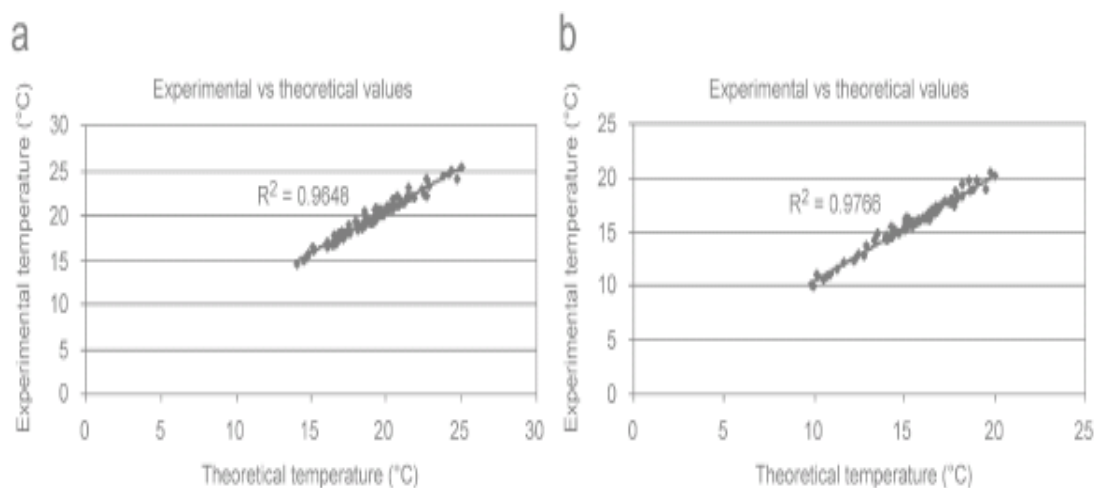 a
Experimental vs theoretical values
Experimental temperature (°C)
30
25
20
15
10
5
0
R² = 0.9648
0 5 10 15 20 25 30
Theoretical temperature (°C)
b
Experimental vs theoretical values
Experimental temperature (°C)
25
20
15
10
5
0
R² = 0.9766
0 5 10 15 20 25
Theoretical temperature (°C)